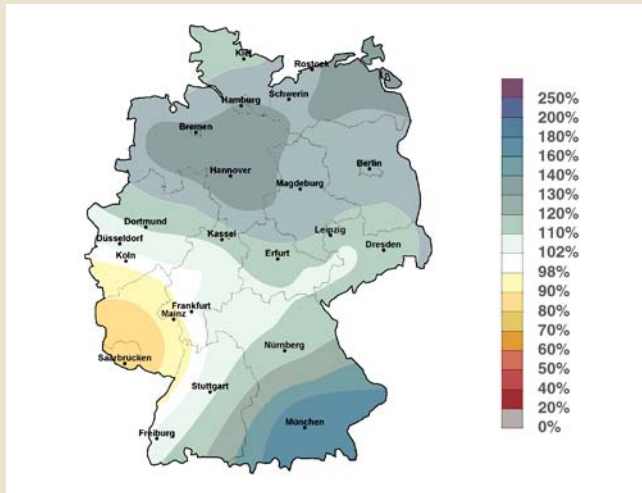 Kiel
Rostock
Schwerin
Hamburg
Bremen
Hannover
Berlin
Magdeburg
Dortmund
Düsseldorf
Kassel
Leipzig
Köln
Erfurt
Dresden
Frankfurt
Mainz
Nürnberg
Saarbrücken
Stuttgart
Freiburg
München
250%
200%
180%
160%
140%
130%
120%
110%
102%
98%
90%
80%
70%
60%
50%
40%
20%
0%